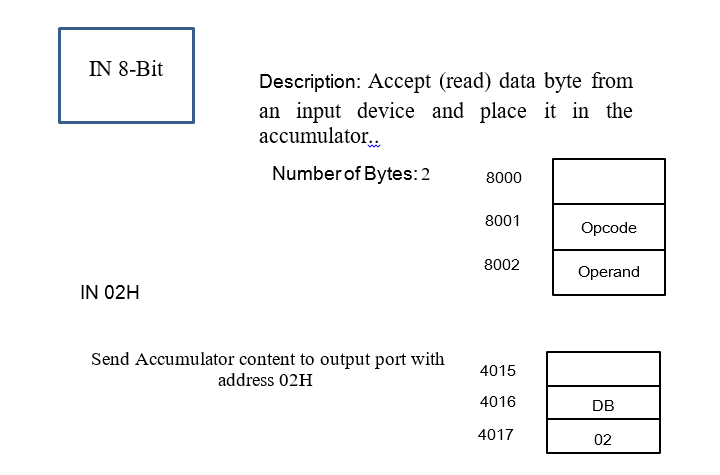 IN 8-Bit
Description: Accept (read) data byte from
an input device and place it in the
accumulator..
Number of Bytes: 2
8000
8001
Opcode
8002
Operand
IN 02H
Send Accumulator content to output port with
address 02H
4015
4016
DB
4017
02